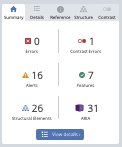 Summary Details Reference Structure Contrast
0 1
Errors Contrast Errors
16 7
Alerts Features
26 31
Structural Elements ARIA
View details ›